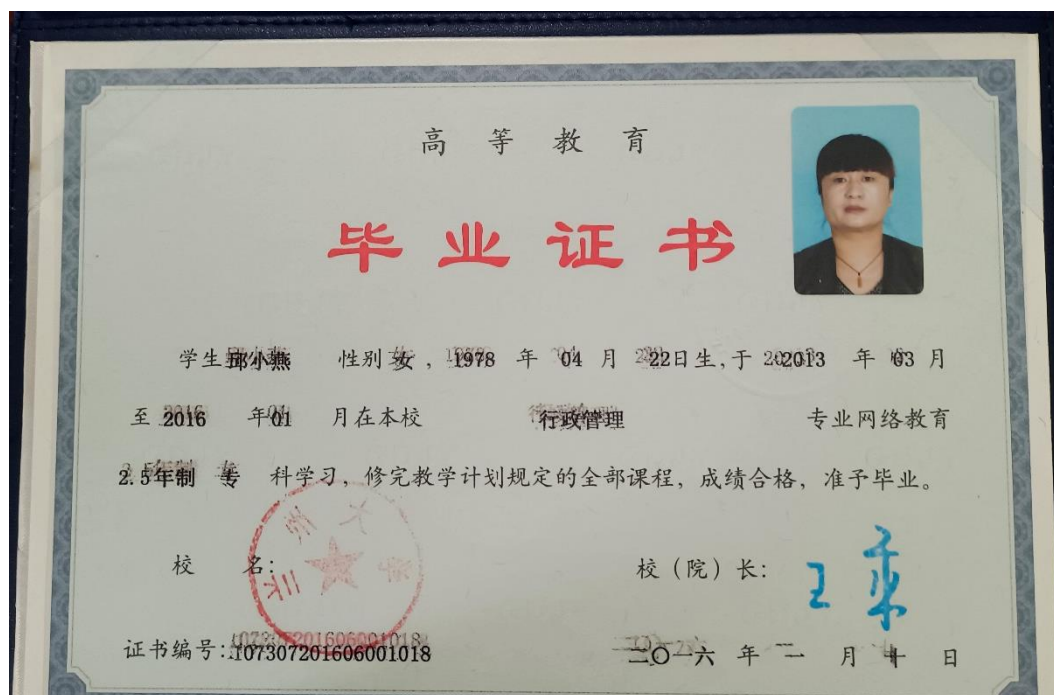 高等教育
毕业证书
学生邱小燕 性别女，1978 年 04 月 22日生，于 2013 年 03 月
至 2016 年 01 月在本校 行政管理 专业网络教育
2.5年制 专 科学习，修完教学计划规定的全部课程，成绩合格，准予毕业。
校 名： 校（院）长：
兰州大学
证书编号：107307201606001018 二〇一六 年 一 月 十 日